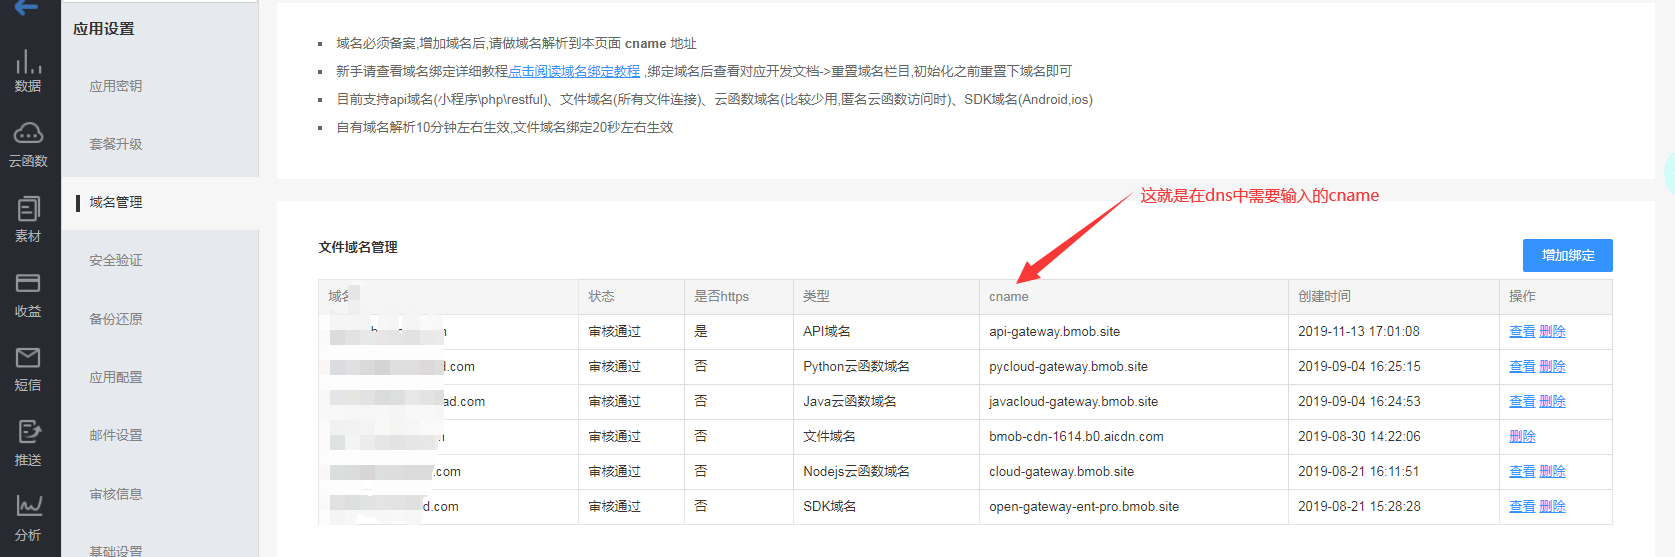 应用设置
数据
云函数
素材
收益
短信
推送
分析
应用密钥
套餐升级
域名管理
安全验证
备份还原
应用配置
邮件设置
审核信息
基础设置
域名必须备案,增加域名后,请做域名解析到本页面 cname 地址
新手请查看域名绑定详细教程点击阅读域名绑定教程 ,绑定域名后查看对应开发文档->重置域名栏目,初始化之前重置下域名即可
目前支持api域名(小程序\php\restful)、文件域名(所有文件连接)、云函数域名(比较少用,匿名云函数访问时)、SDK域名(Android,ios)
自有域名解析10分钟左右生效,文件域名绑定20秒左右生效
这就是在dns中需要输入的cname
文件域名管理
增加绑定
域名 状态 是否https 类型 cname 创建时间 操作
审核通过 是 API域名 api-gateway.bmob.site 2019-11-13 17:01:08 查看 删除
.com 审核通过 否 Python云函数域名 pycloud-gateway.bmob.site 2019-09-04 16:25:15 查看 删除
ad.com 审核通过 否 Java云函数域名 javacloud-gateway.bmob.site 2019-09-04 16:24:53 查看 删除
审核通过 否 文件域名 bmob-cdn-1614.b0.aicdn.com 2019-08-30 14:22:06 删除
.com 审核通过 否 Nodejs云函数域名 cloud-gateway.bmob.site 2019-08-21 16:11:51 查看 删除
d.com 审核通过 否 SDK域名 open-gateway-ent-pro.bmob.site 2019-08-21 15:28:28 查看 删除